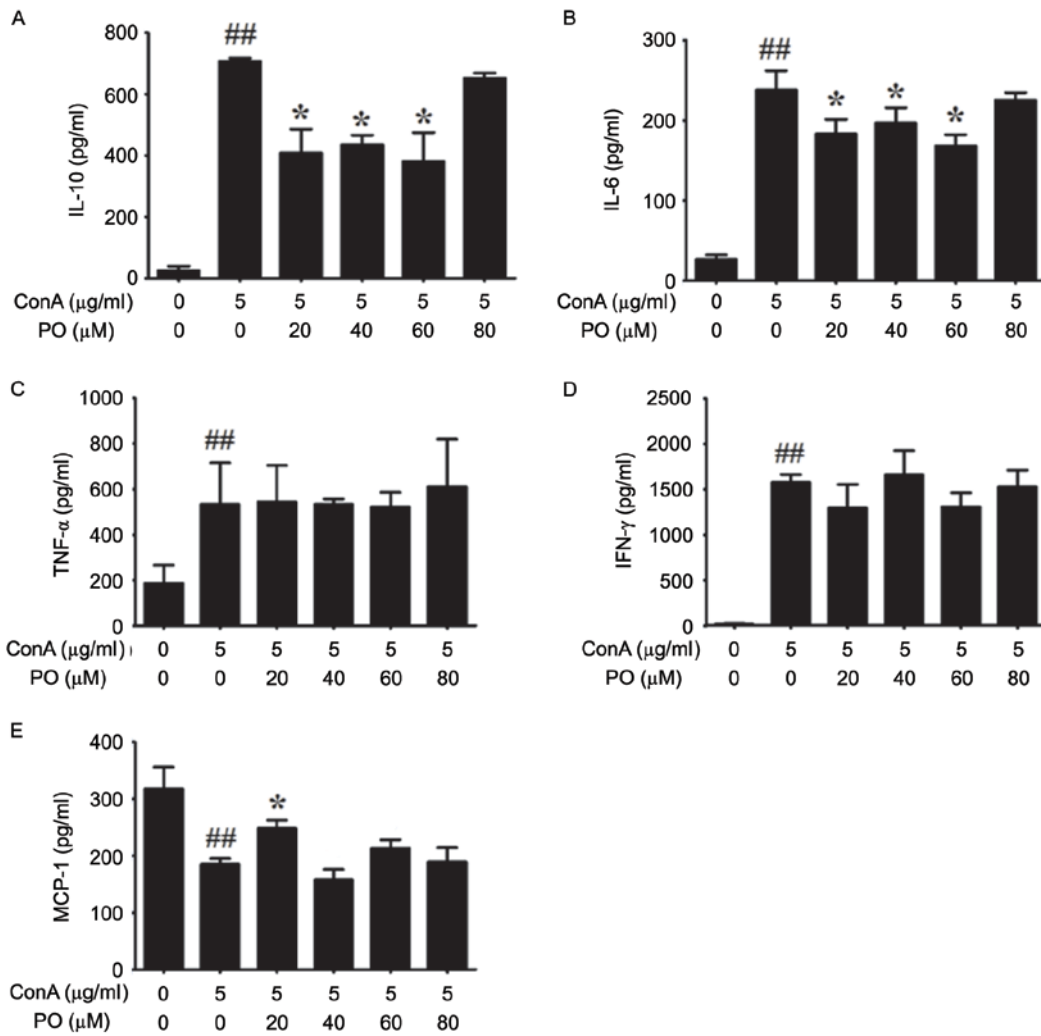 A
IL-10 (pg/ml)
800
600
400
200
0
##
*
*
*
ConA (μg/ml) 0 5 5 5 5 5
PO (μM) 0 0 20 40 60 80
B
IL-6 (pg/ml)
300
200
100
0
##
*
*
*
ConA (μg/ml) 0 5 5 5 5 5
PO (μM) 0 0 20 40 60 80
C
TNF-α (pg/ml)
1000
800
600
400
200
0
##
ConA (μg/ml) 0 5 5 5 5 5
PO (μM) 0 0 20 40 60 80
D
IFN-γ (pg/ml)
2500
2000
1500
1000
500
0
##
ConA (μg/ml) 0 5 5 5 5 5
PO (μM) 0 0 20 40 60 80
E
MCP-1 (pg/ml)
400
300
200
100
0
##
*
ConA (μg/ml) 0 5 5 5 5 5
PO (μM) 0 0 20 40 60 80